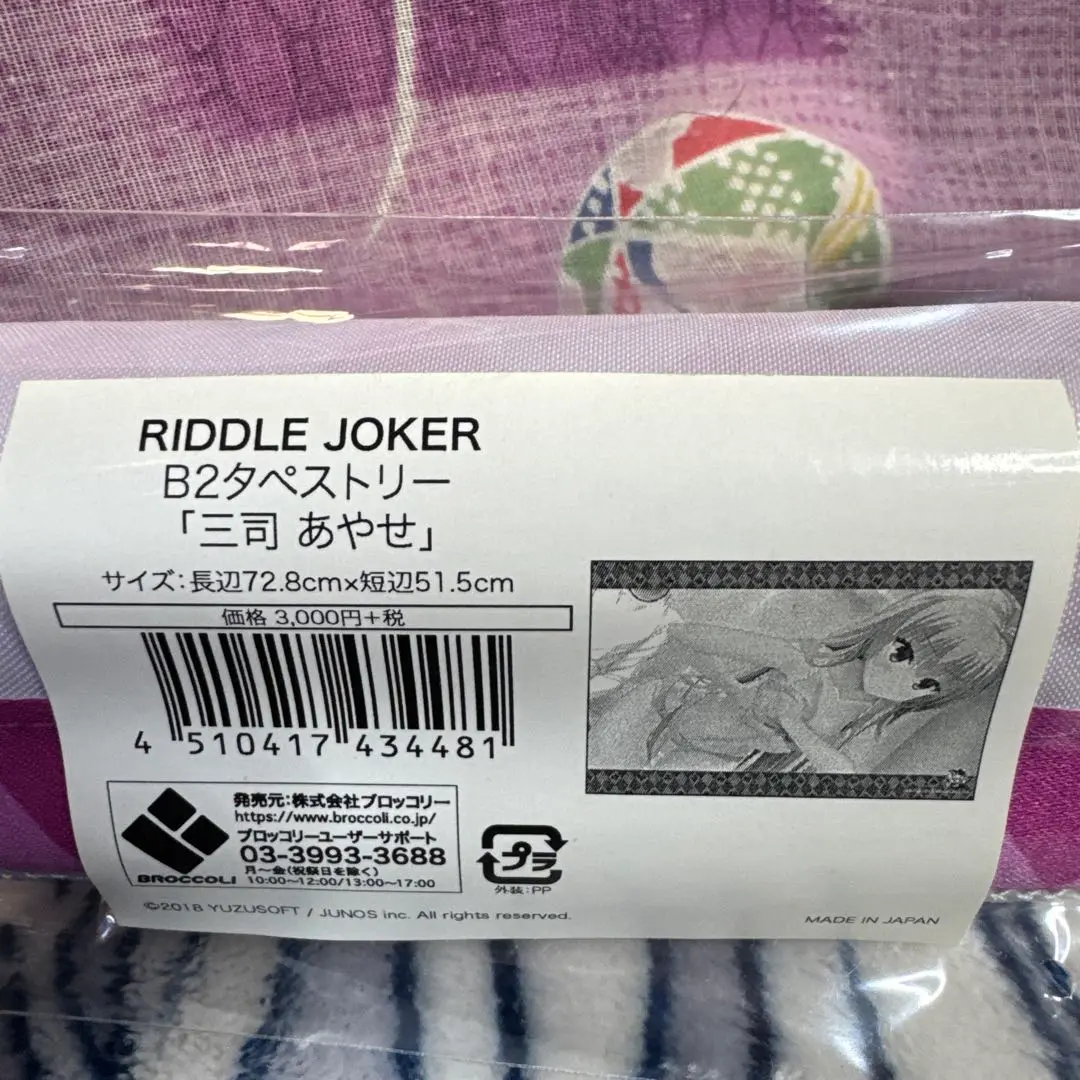 RIDDLE JOKER
B2タペストリー
「三司 あやせ」
サイズ:長辺72.8cm×短辺51.5cm
価格 3,000円+税
4 510417 434481
発売元:株式会社ブロッコリー
https://www.broccoli.co.jp/
ブロッコリーユーザーサポート
03-3993-3688
月～金(祝祭日を除く)
10:00～12:00/13:00～17:00
BROCCOLI
プラ
外装:PP
©2018 YUZUSOFT / JUNOS inc. All rights reserved.
MADE IN JAPAN